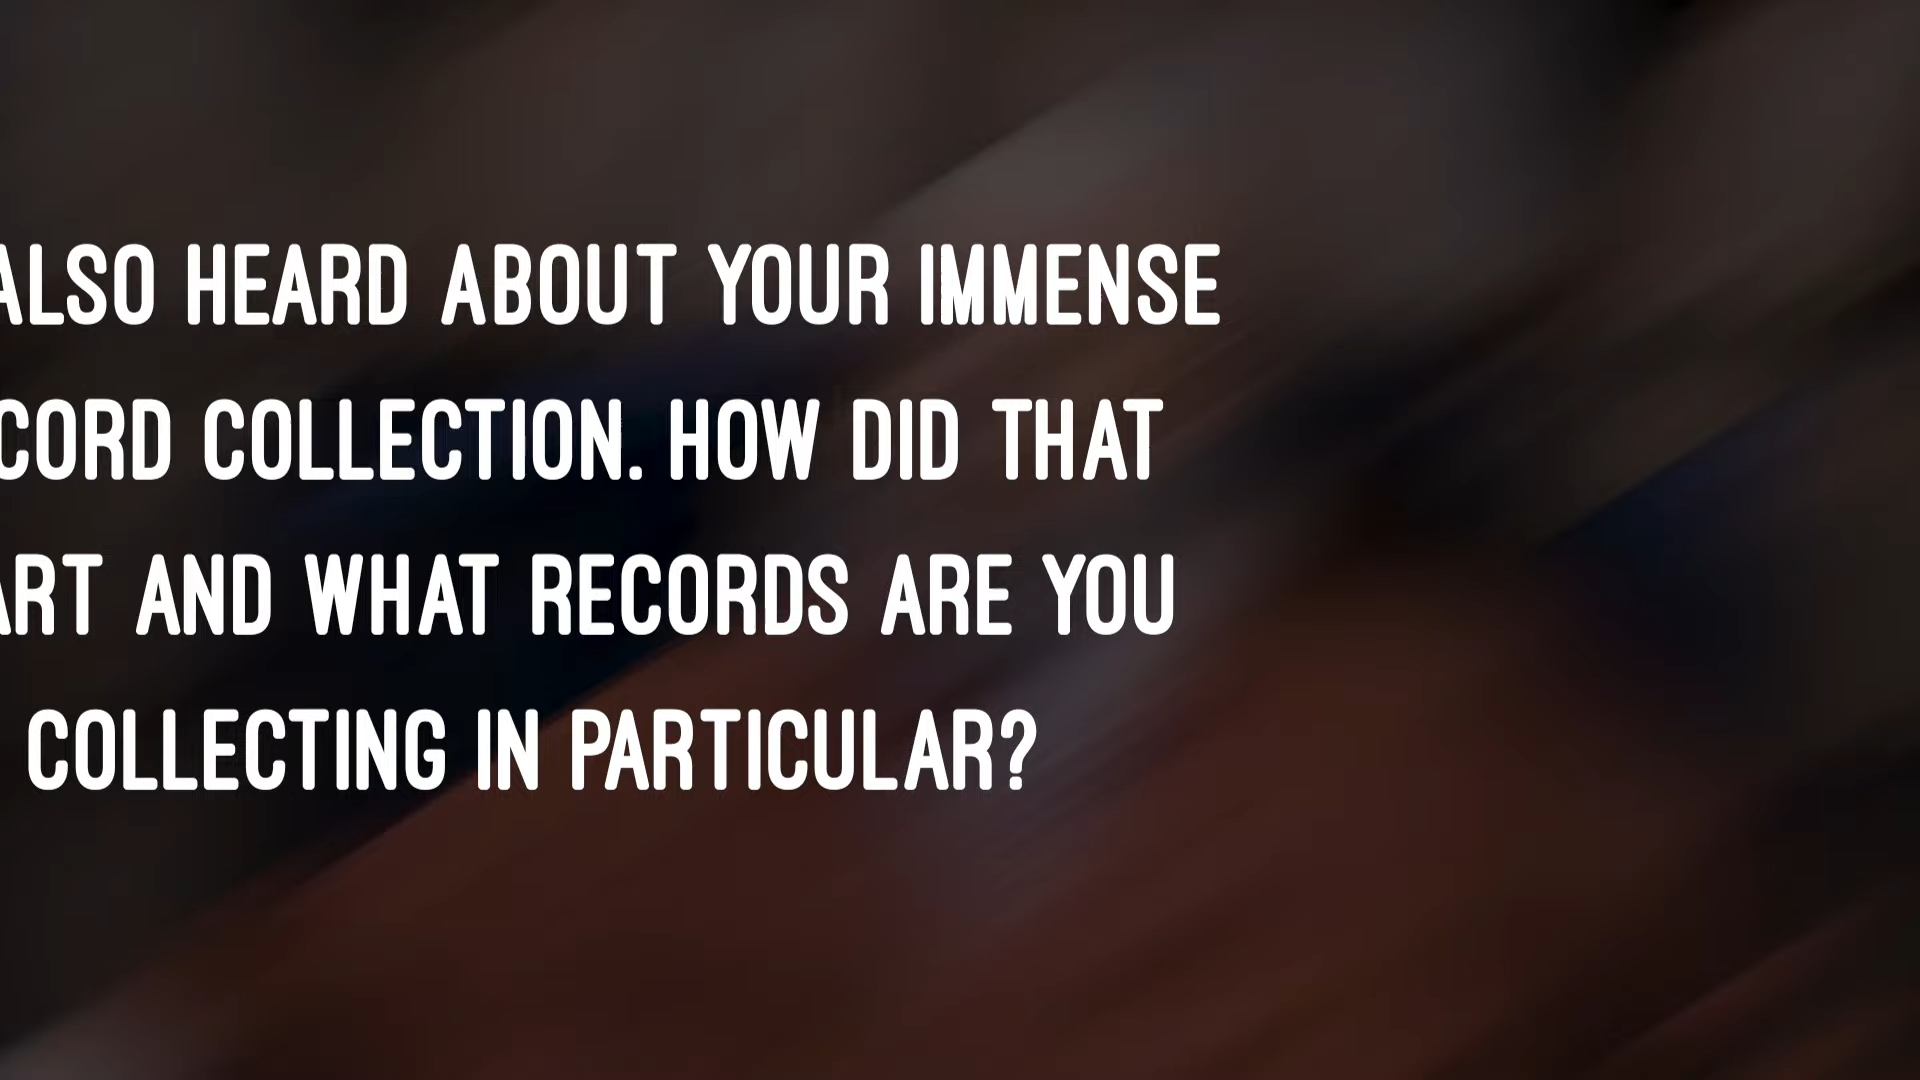 ALSO HEARD ABOUT YOUR IMMENSE
CORD COLLECTION. HOW DID THAT
ART AND WHAT RECORDS ARE YOU
COLLECTING IN PARTICULAR?